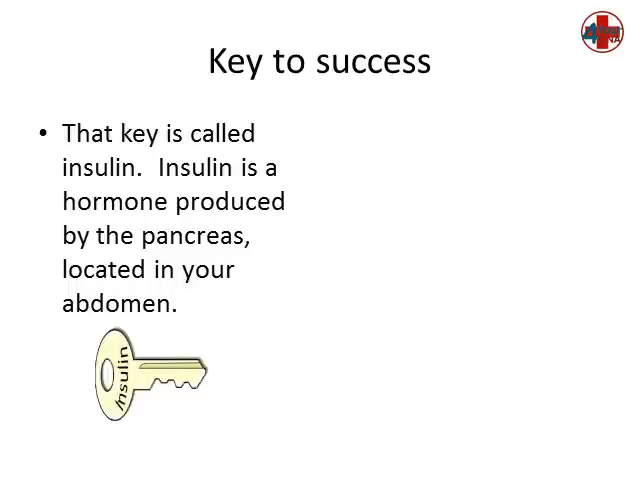 Key to success
• That key is called
insulin.  Insulin is a
hormone produced
by the pancreas,
located in your
abdomen.
Insulin